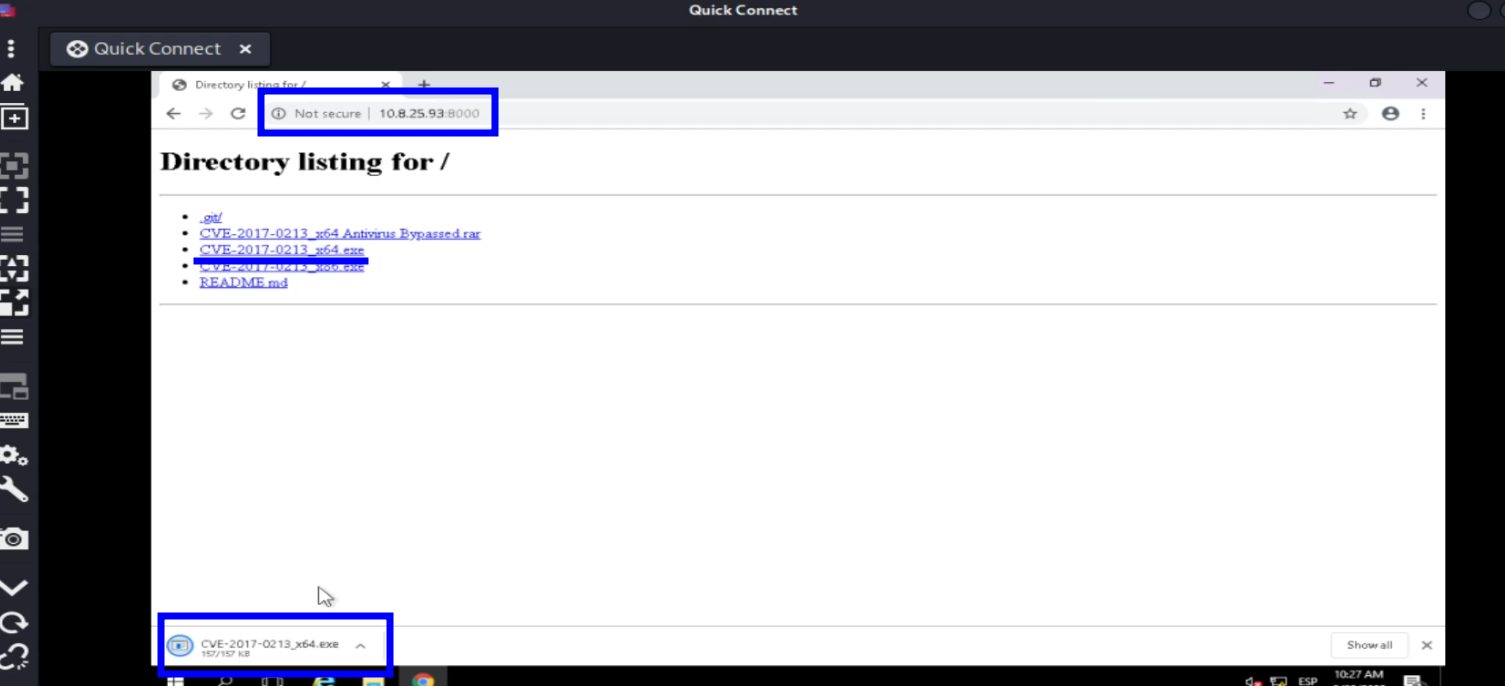 Quick Connect
Quick Connect ×
Directory listing for /
Not secure | 10.8.25.93:8000
Directory listing for /
.git/
CVE-2017-0213_x64 Antivirus Bypassed.rar
CVE-2017-0213_x64.exe
CVE-2017-0213_x86.exe
README.md
CVE-2017-0213_x64.exe
157/157 KB
Show all
ESP
10:27 AM